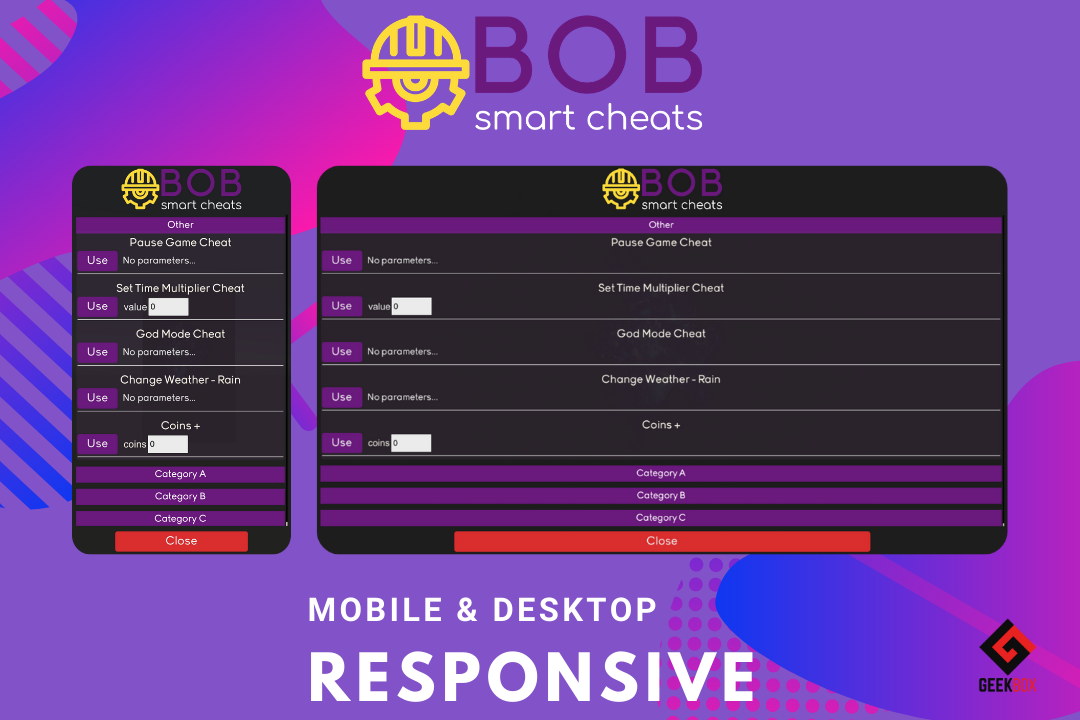 BOB
smart cheats
BOB
smart cheats
Other
Pause Game Cheat
Use No parameters...
Set Time Multiplier Cheat
Use value 0
God Mode Cheat
Use No parameters...
Change Weather - Rain
Use No parameters...
Coins +
Use coins 0
Category A
Category B
Category C
Close
BOB
smart cheats
Other
Pause Game Cheat
Use No parameters...
Set Time Multiplier Cheat
Use value 0
God Mode Cheat
Use No parameters...
Change Weather - Rain
Use No parameters...
Coins +
Use coins 0
Category A
Category B
Category C
Close
MOBILE & DESKTOP
RESPONSIVE
GEEKBOX